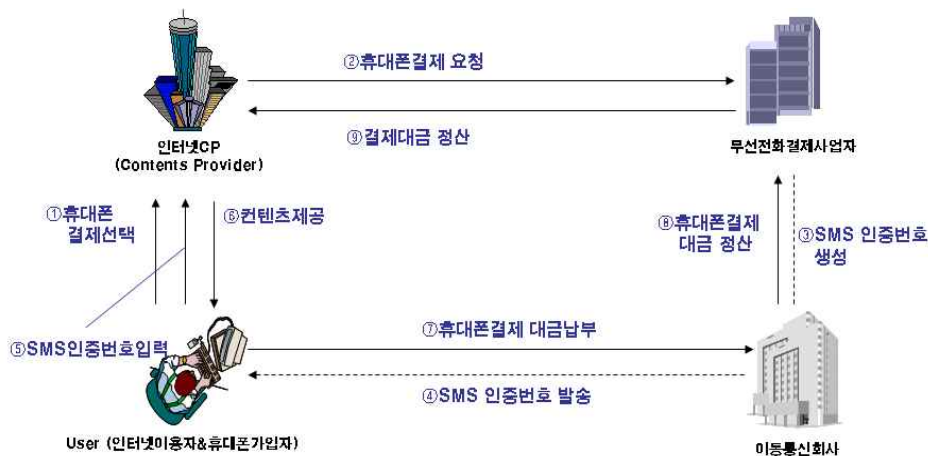 ②휴대폰결제 요청
⑨결제대금 정산
인터넷CP
(Contents Provider)
무선전화결제사업자
①휴대폰
결제선택
⑥컨텐츠제공
⑧휴대폰결제
대금 정산
③SMS 인증번호
생성
⑤SMS인증번호입력
⑦휴대폰결제 대금납부
④SMS 인증번호 발송
User (인터넷이용자&휴대폰가입자)
이동통신회사